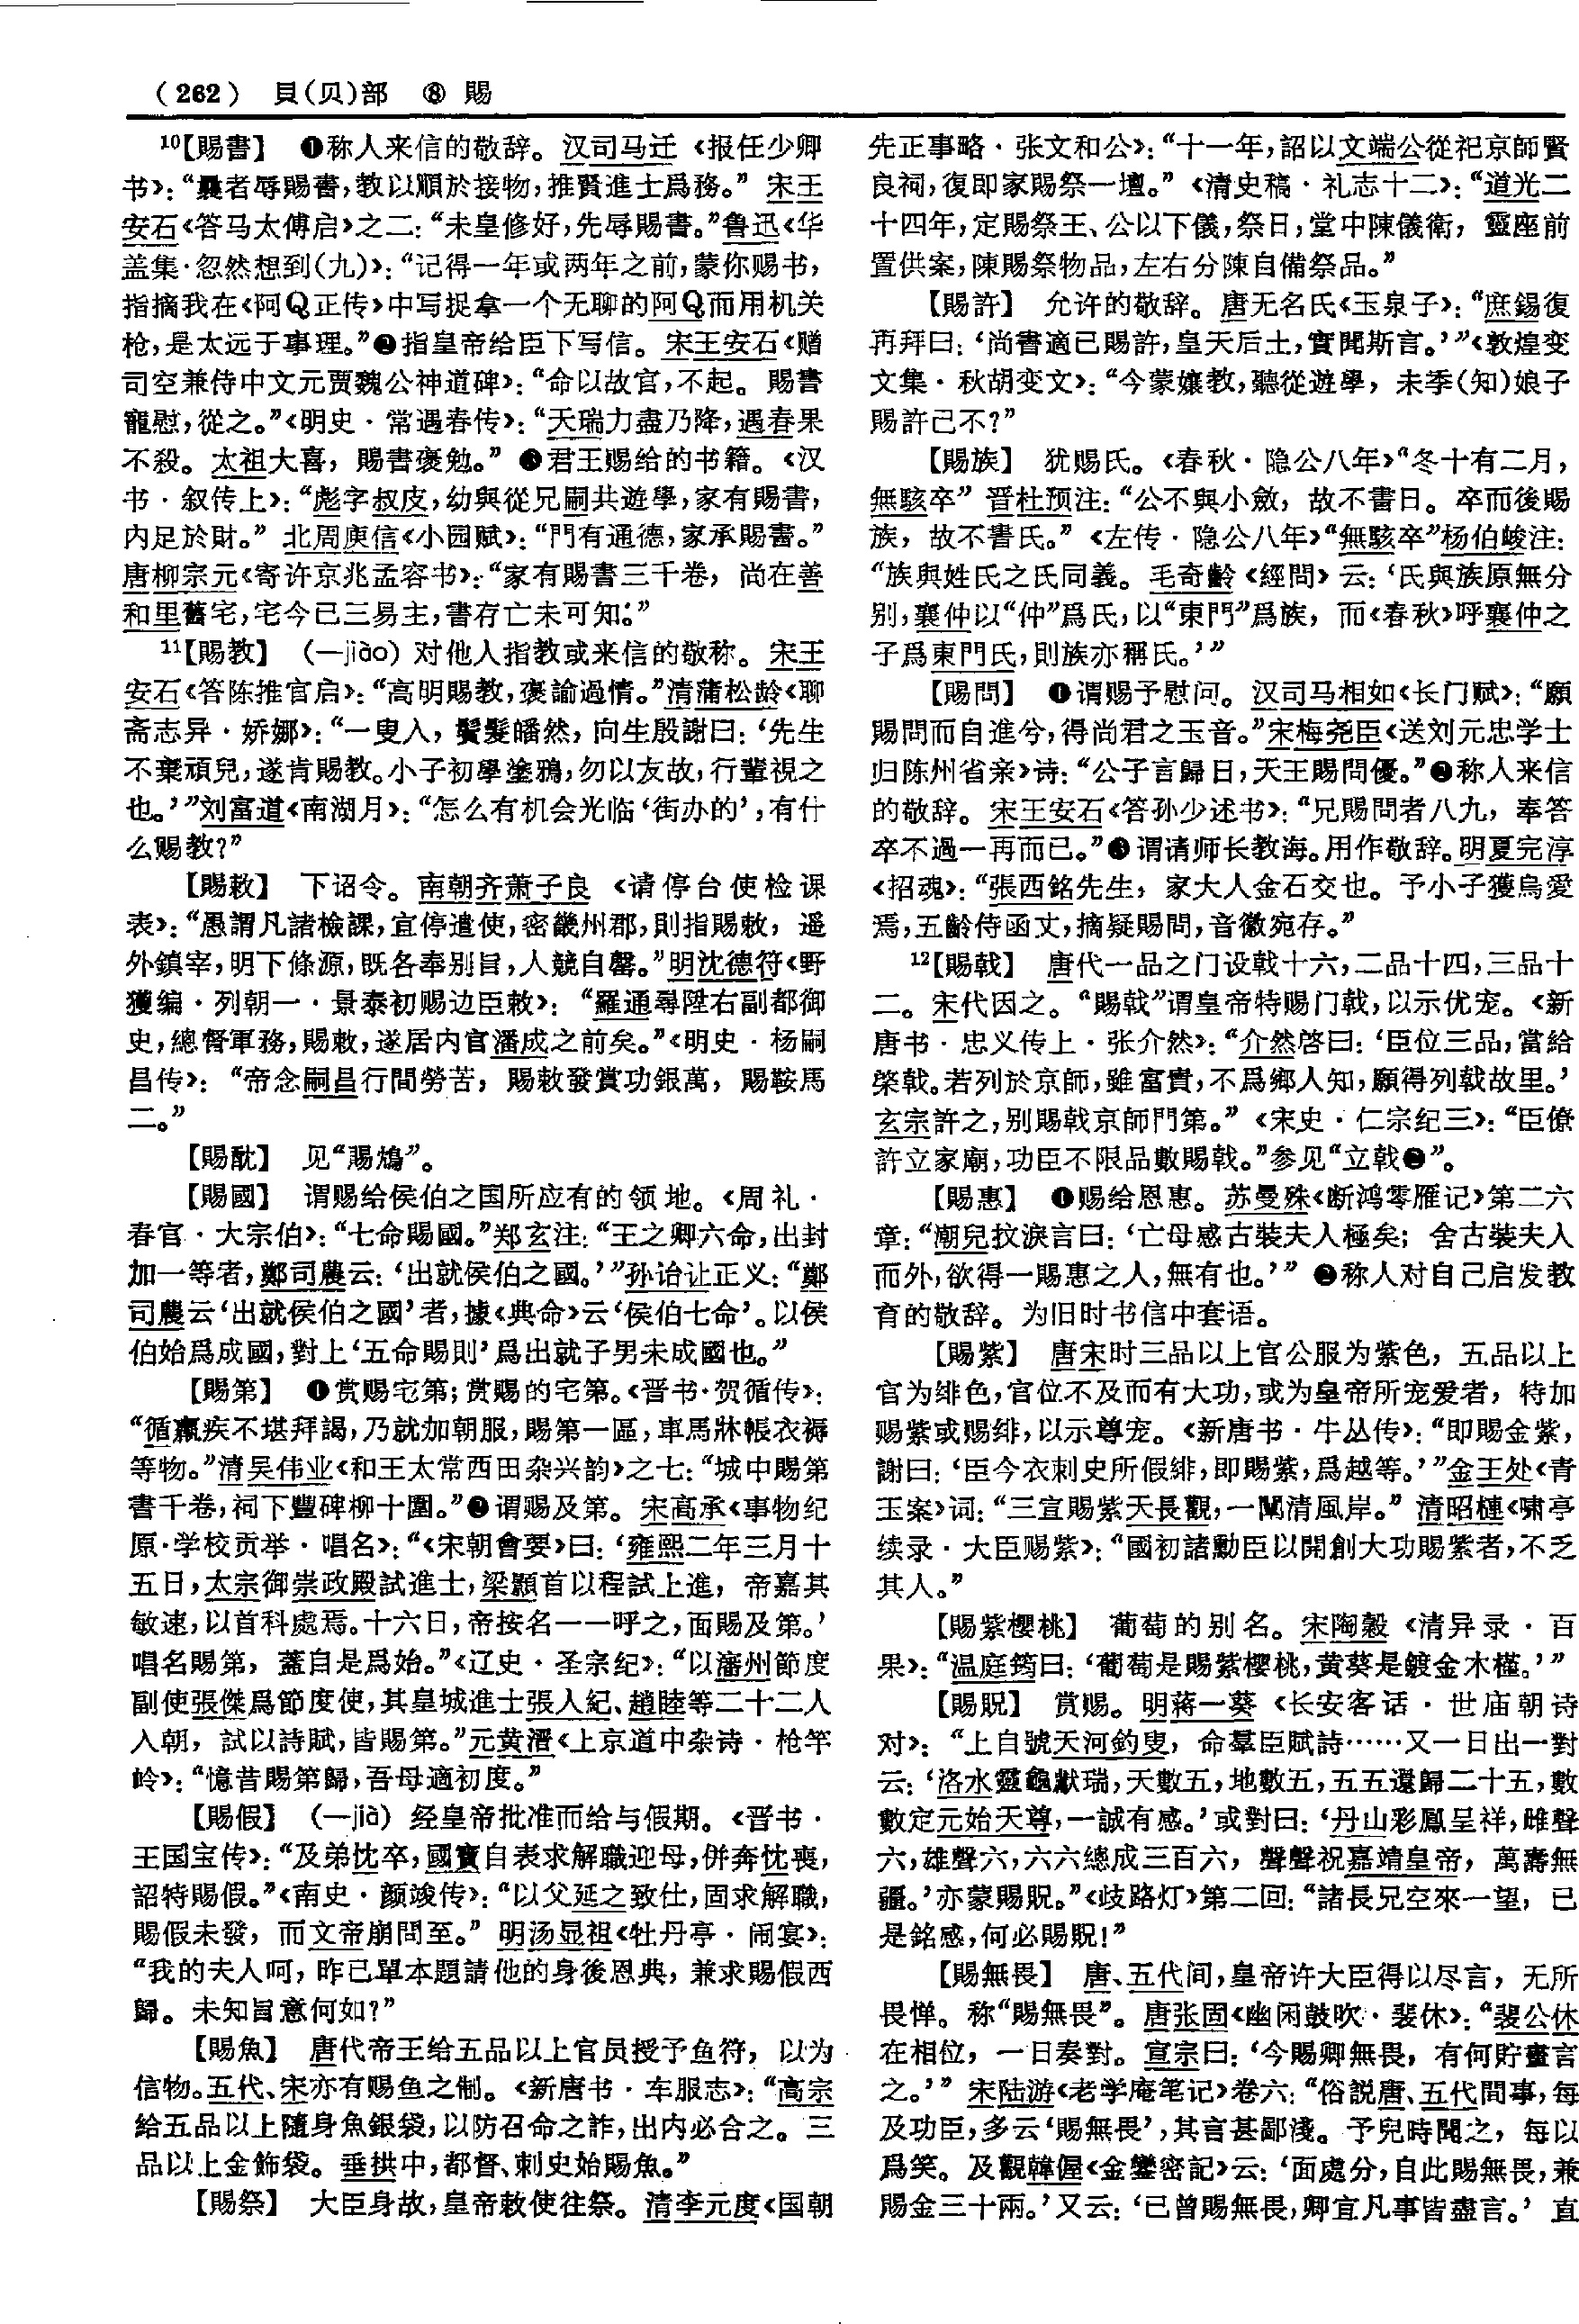 (262) 貝(贝)部 ⑧ 賜
¹⁰【賜書】 ❶称人来信的敬辞。汉司马迁《报任少卿
书》：“曩者辱賜書，教以順於接物，推賢進士爲務。” 宋王
安石《答马太傅启》之二：“未皇修好，先辱賜書。”鲁迅《华
盖集·忽然想到(九)》：“记得一年或两年之前，蒙你赐书，
指摘我在《阿Q正传》中写捉拿一个无聊的阿Q而用机关
枪，是太远于事理。”❷指皇帝给臣下写信。宋王安石《赠
司空兼侍中文元贾魏公神道碑》：“命以故官，不起。賜書
寵慰，從之。”《明史·常遇春传》：“天瑞力盡乃降，遇春果
不殺。太祖大喜，賜書褒勉。” ❸君王赐给的书籍。《汉
书·叙传上》：“彪字叔皮，幼與從兄嗣共遊學，家有賜書，
内足於財。” 北周庾信《小园赋》：“門有通德，家承賜書。”
唐柳宗元《寄许京兆孟容书》：“家有賜書三千卷，尚在善
和里舊宅，宅今已三易主，書存亡未可知。”
¹¹【賜教】 (—jiào) 对他人指教或来信的敬称。宋王
安石《答陈推官启》：“高明賜教，褒諭過情。”清蒲松龄《聊
斋志异·娇娜》：“一叟入，鬢髮皤然，向生殷謝曰：‘先生
不棄頑兒，遂肯賜教。小子初學塗鴉，勿以友故，行輩視之
也。’”刘富道《南湖月》：“怎么有机会光临‘街办的’，有什
么赐教？”
【賜敕】 下诏令。南朝齐萧子良《请停台使检课
表》：“愚謂凡諸檢課，宜停遣使，密畿州郡，則指賜敕，遥
外鎮宰，明下條源，既各奉别旨，人競自罄。”明沈德符《野
獲编·列朝一·景泰初赐边臣敕》：“羅通尋陞右副都御
史，總督軍務，賜敕，遂居内官潘成之前矣。”《明史·杨嗣
昌传》：“帝念嗣昌行間勞苦，賜敕發賞功銀萬，賜鞍馬
二。”
【賜酖】 见“賜鴆”。
【賜國】 谓赐给侯伯之国所应有的领地。《周礼·
春官·大宗伯》：“七命賜國。”郑玄注：“王之卿六命，出封
加一等者，鄭司農云：‘出就侯伯之國。’”孙诒让正义：“鄭
司農云‘出就侯伯之國’者，據《典命》云‘侯伯七命’。以侯
伯始爲成國，對上‘五命賜則’爲出就子男未成國也。”
【賜第】 ❶赏赐宅第；赏赐的宅第。《晋书·贺循传》：
“循羸疾不堪拜謁，乃就加朝服，賜第一區，車馬牀帳衣褥
等物。”清吴伟业《和王太常西田杂兴韵》之七：“城中賜第
書千卷，祠下豐碑柳十圍。”❷谓赐及第。宋高承《事物纪
原·学校贡举·唱名》：“《宋朝會要》曰：‘雍熙二年三月十
五日，太宗御崇政殿試進士，梁顥首以程試上進，帝嘉其
敏速，以首科處焉。十六日，帝按名一一呼之，面賜及第。’
唱名賜第，蓋自是爲始。”《辽史·圣宗纪》：“以瀋州節度
副使張傑爲節度使，其皇城進士張人紀、趙睦等二十二人
入朝，試以詩賦，皆賜第。”元黄溍《上京道中杂诗·枪竿
岭》：“憶昔賜第歸，吾母適初度。”
【賜假】 (—jià) 经皇帝批准而给与假期。《晋书·
王国宝传》：“及弟忱卒，國寶自表求解職迎母，併奔忱喪，
詔特賜假。”《南史·颜竣传》：“以父延之致仕，固求解職，
賜假未發，而文帝崩問至。” 明汤显祖《牡丹亭·闹宴》：
“我的夫人呵，昨已單本題請他的身後恩典，兼求賜假西
歸。未知旨意何如？”
【賜魚】 唐代帝王给五品以上官员授予鱼符，以为
信物。五代、宋亦有赐鱼之制。《新唐书·车服志》：“高宗
給五品以上隨身魚銀袋，以防召命之詐，出内必合之。三
品以上金飾袋。垂拱中，都督、刺史始賜魚。”
【賜祭】 大臣身故，皇帝敕使往祭。清李元度《国朝
先正事略·张文和公》：“十一年，詔以文端公從祀京師賢
良祠，復即家賜祭一壇。”《清史稿·礼志十二》：“道光二
十四年，定賜祭王、公以下儀，祭日，堂中陳儀衛，靈座前
置供案，陳賜祭物品，左右分陳自備祭品。”
【賜許】 允许的敬辞。唐无名氏《玉泉子》：“庶錫復
再拜曰：‘尚書適已賜許，皇天后土，實聞斯言。’”《敦煌变
文集·秋胡变文》：“今蒙孃教，聽從遊學，未季(知)娘子
賜許已不？”
【賜族】 犹赐氏。《春秋·隐公八年》“冬十有二月，
無駭卒” 晋杜预注：“公不與小斂，故不書日。卒而後賜
族，故不書氏。”《左传·隐公八年》“無駭卒”杨伯峻注：
“族與姓氏之氏同義。毛奇齡《經問》云：‘氏與族原無分
别，襄仲以“仲”爲氏，以“東門”爲族，而《春秋》呼襄仲之
子爲東門氏，則族亦稱氏。’”
【賜問】 ❶谓赐予慰问。汉司马相如《长门赋》：“願
賜問而自進兮，得尚君之玉音。”宋梅尧臣《送刘元忠学士
归陈州省亲》诗：“公子言歸日，天王賜問優。”❷称人来信
的敬辞。宋王安石《答孙少述书》：“兄賜問者八九，奉答
卒不過一再而已。”❸谓请师长教诲。用作敬辞。明夏完淳
《招魂》：“張西銘先生，家大人金石交也。予小子獲烏愛
焉，五齡侍函丈，摘疑賜問，音徽宛存。”
¹²【賜戟】 唐代一品之门设戟十六，二品十四，三品十
二。宋代因之。“賜戟”谓皇帝特赐门戟，以示优宠。《新
唐书·忠义传上·张介然》：“介然啓曰：‘臣位三品，當給
棨戟。若列於京師，雖富貴，不爲鄉人知，願得列戟故里。’
玄宗許之，别賜戟京師門第。”《宋史·仁宗纪三》：“臣僚
許立家廟，功臣不限品數賜戟。”参见“立戟❷”。
【賜惠】 ❶赐给恩惠。苏曼殊《断鸿零雁记》第二六
章：“潮兒抆淚言曰：‘亡母感古裝夫人極矣；舍古裝夫人
而外，欲得一賜惠之人，無有也。’” ❷称人对自己启发教
育的敬辞。为旧时书信中套语。
【賜紫】 唐宋时三品以上官公服为紫色，五品以上
官为绯色，官位不及而有大功，或为皇帝所宠爱者，特加
赐紫或赐绯，以示尊宠。《新唐书·牛丛传》：“即賜金紫，
謝曰：‘臣今衣刺史所假緋，即賜紫，爲越等。’”金王处《青
玉案》词：“三宣賜紫天長觀，一闡清風岸。” 清昭槤《啸亭
续录·大臣赐紫》：“國初諸勳臣以開創大功賜紫者，不乏
其人。”
【賜紫樱桃】 葡萄的别名。宋陶穀《清异录·百
果》：“温庭筠曰：‘葡萄是賜紫樱桃，黄葵是鍍金木槿。’”
【賜貺】 赏赐。明蒋一葵《长安客话·世庙朝诗
对》：“上自號天河釣叟，命羣臣賦詩……又一日出一對
云：‘洛水靈龜獻瑞，天數五，地數五，五五還歸二十五，數
數定元始天尊，一誠有感。’或對曰：‘丹山彩鳳呈祥，雌聲
六，雄聲六，六六總成三百六，聲聲祝嘉靖皇帝，萬壽無
疆。’亦蒙賜貺。”《歧路灯》第二回：“諸長兄空來一望，已
是銘感，何必賜貺！”
【賜無畏】 唐、五代间，皇帝许大臣得以尽言，无所
畏惮。称“賜無畏”。唐张固《幽闲鼓吹·裴休》：“裴公休
在相位，一日奏對。宣宗曰：‘今賜卿無畏，有何貯畫言
之。’” 宋陆游《老学庵笔记》卷六：“俗説唐、五代間事，每
及功臣，多云‘賜無畏’，其言甚鄙淺。予兒時聞之，每以
爲笑。及觀韓偓《金鑾密記》云：‘面處分，自此賜無畏，兼
賜金三十兩。’又云：‘已曾賜無畏，卿宜凡事皆盡言。’ 直